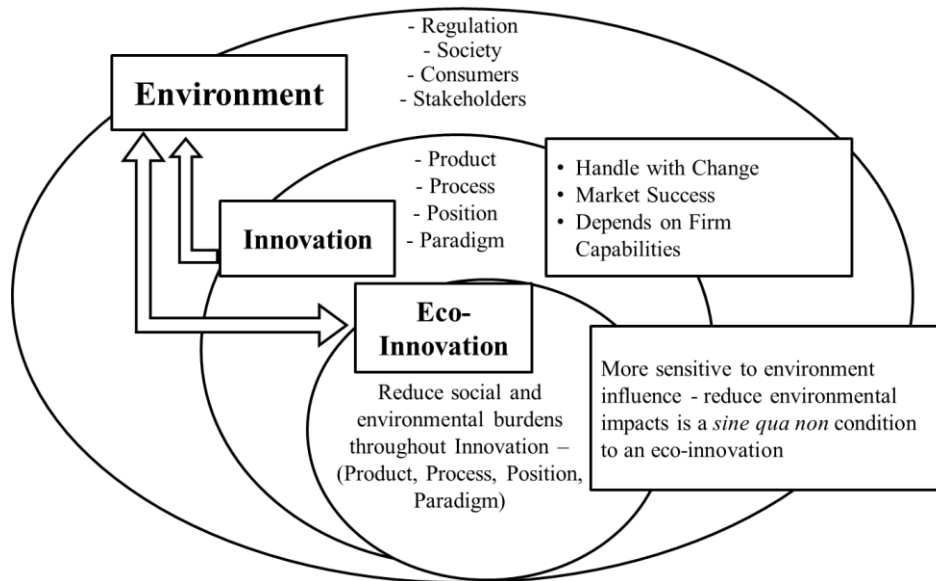 - Regulation
- Society
- Consumers
- Stakeholders
Environment
- Product
- Process
- Position
- Paradigm
• Handle with Change
• Market Success
• Depends on Firm
Capabilities
Innovation
Eco-
Innovation
Reduce social and
environmental burdens
throughout Innovation –
(Product, Process, Position,
Paradigm)
More sensitive to environment
influence - reduce environmental
impacts is a sine qua non condition
to an eco-innovation